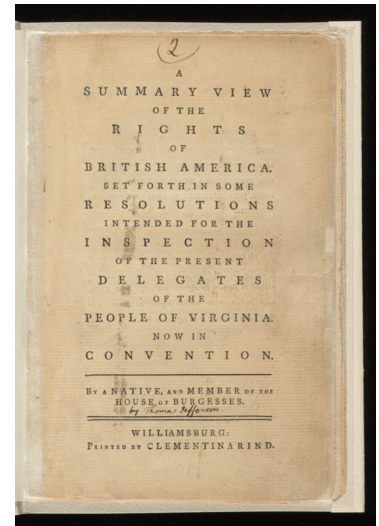 2
A
SUMMARY VIEW
OF THE
RIGHTS
OF
BRITISH AMERICA.
SET FORTH IN SOME
RESOLUTIONS
INTENDED FOR THE
INSPECTION
OF THE PRESENT
DELEGATES
OF THE
PEOPLE OF VIRGINIA.
NOW IN
CONVENTION.
BY A NATIVE, AND MEMBER OF THE
HOUSE OF BURGESSES.
by Thomas Jefferson
WILLIAMSBURG:
PRINTED BY CLEMENTINA RIND.